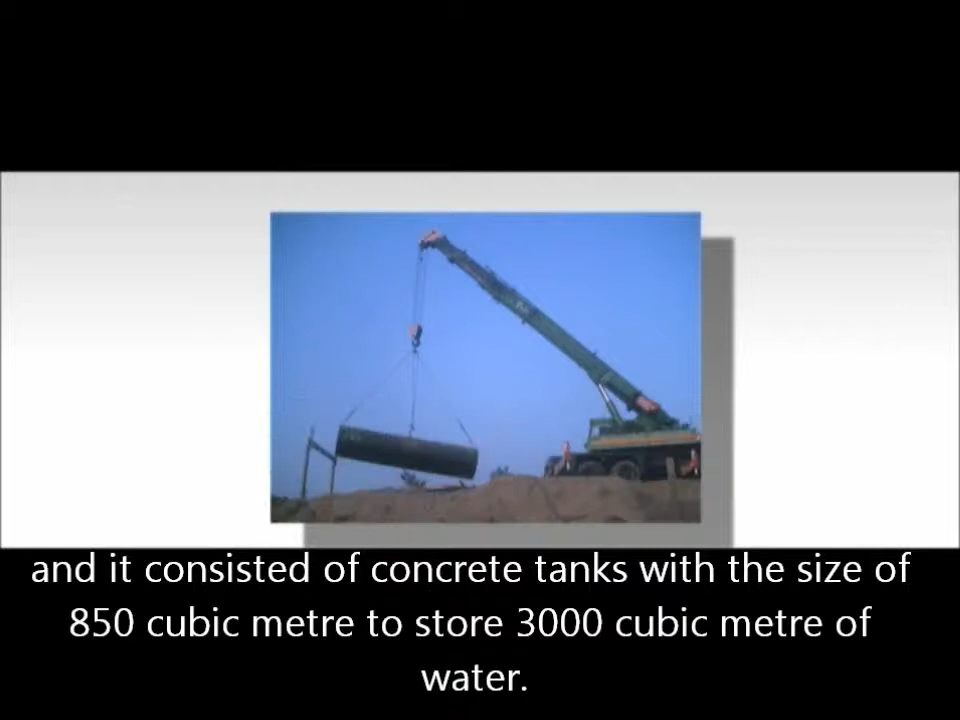 and it consisted of concrete tanks with the size of
850 cubic metre to store 3000 cubic metre of
water.